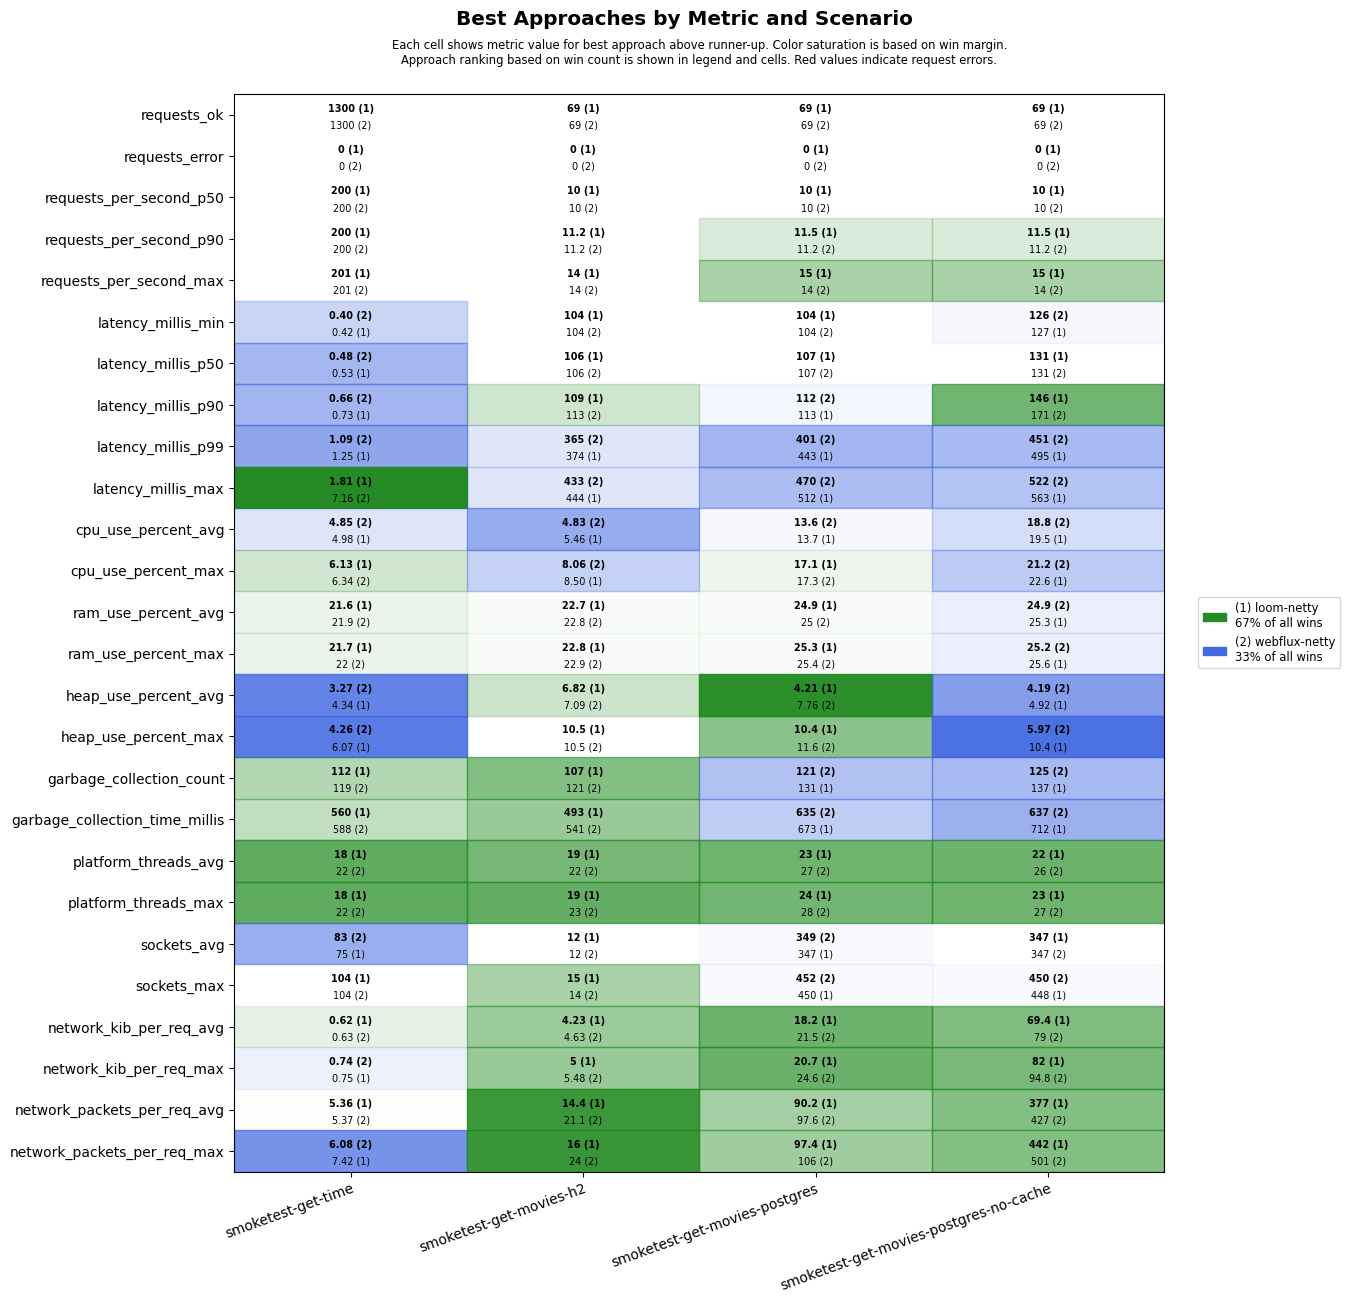 Best Approaches by Metric and Scenario
Each cell shows metric value for best approach above runner-up. Color saturation is based on win margin.
Approach ranking based on win count is shown in legend and cells. Red values indicate request errors.
requests_ok
1300 (1) 69 (1) 69 (1) 69 (1)
1300 (2) 69 (2) 69 (2) 69 (2)
requests_error
0 (1) 0 (1) 0 (1) 0 (1)
0 (2) 0 (2) 0 (2) 0 (2)
requests_per_second_p50
200 (1) 10 (1) 10 (1) 10 (1)
200 (2) 10 (2) 10 (2) 10 (2)
requests_per_second_p90
200 (1) 11.2 (1) 11.5 (1) 11.5 (1)
200 (2) 11.2 (2) 11.2 (2) 11.2 (2)
requests_per_second_max
201 (1) 14 (1) 15 (1) 15 (1)
201 (2) 14 (2) 14 (2) 14 (2)
latency_millis_min
0.40 (2) 104 (1) 104 (1) 126 (2)
0.42 (1) 104 (2) 104 (2) 127 (1)
latency_millis_p50
0.48 (2) 106 (1) 107 (1) 131 (1)
0.53 (1) 106 (2) 107 (2) 131 (2)
latency_millis_p90
0.66 (2) 109 (1) 112 (2) 146 (1)
0.73 (1) 113 (2) 113 (1) 171 (2)
latency_millis_p99
1.09 (2) 365 (2) 401 (2) 451 (2)
1.25 (1) 374 (1) 443 (1) 495 (1)
latency_millis_max
1.81 (1) 433 (2) 470 (2) 522 (2)
7.16 (2) 444 (1) 512 (1) 563 (1)
cpu_use_percent_avg
4.85 (2) 4.83 (2) 13.6 (2) 18.8 (2)
4.98 (1) 5.46 (1) 13.7 (1) 19.5 (1)
cpu_use_percent_max
6.13 (1) 8.06 (2) 17.1 (1) 21.2 (2)
6.34 (2) 8.50 (1) 17.3 (2) 22.6 (1)
ram_use_percent_avg
21.6 (1) 22.7 (1) 24.9 (1) 24.9 (2)
21.9 (2) 22.8 (2) 25 (2) 25.3 (1)
ram_use_percent_max
21.7 (1) 22.8 (1) 25.3 (1) 25.2 (2)
22 (2) 22.9 (2) 25.4 (2) 25.6 (1)
heap_use_percent_avg
3.27 (2) 6.82 (1) 4.21 (1) 4.19 (2)
4.34 (1) 7.09 (2) 7.76 (2) 4.92 (1)
heap_use_percent_max
4.26 (2) 10.5 (1) 10.4 (1) 5.97 (2)
6.07 (1) 10.5 (2) 11.6 (2) 10.4 (1)
garbage_collection_count
112 (1) 107 (1) 121 (2) 125 (2)
119 (2) 121 (2) 131 (1) 137 (1)
garbage_collection_time_millis
560 (1) 493 (1) 635 (2) 637 (2)
588 (2) 541 (2) 673 (1) 712 (1)
platform_threads_avg
18 (1) 19 (1) 23 (1) 22 (1)
22 (2) 22 (2) 27 (2) 26 (2)
platform_threads_max
18 (1) 19 (1) 24 (1) 23 (1)
22 (2) 23 (2) 28 (2) 27 (2)
sockets_avg
83 (2) 12 (1) 349 (2) 347 (1)
75 (1) 12 (2) 347 (1) 347 (2)
sockets_max
104 (1) 15 (1) 452 (2) 450 (2)
104 (2) 14 (2) 450 (1) 448 (1)
network_kib_per_req_avg
0.62 (1) 4.23 (1) 18.2 (1) 69.4 (1)
0.63 (2) 4.63 (2) 21.5 (2) 79 (2)
network_kib_per_req_max
0.74 (2) 5 (1) 20.7 (1) 82 (1)
0.75 (1) 5.48 (2) 24.6 (2) 94.8 (2)
network_packets_per_req_avg
5.36 (1) 14.4 (1) 90.2 (1) 377 (1)
5.37 (2) 21.1 (2) 97.6 (2) 427 (2)
network_packets_per_req_max
6.08 (2) 16 (1) 97.4 (1) 442 (1)
7.42 (1) 24 (2) 106 (2) 501 (2)
smoketest-get-time
smoketest-get-movies-h2
smoketest-get-movies-postgres
smoketest-get-movies-postgres-no-cache
(1) loom-netty
67% of all wins
(2) webflux-netty
33% of all wins